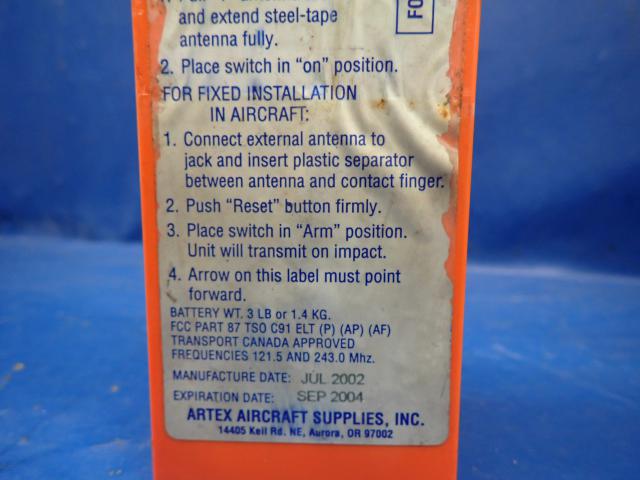 and extend steel-tape
antenna fully.
FO
2. Place switch in "on" position.
FOR FIXED INSTALLATION
IN AIRCRAFT:
1. Connect external antenna to
jack and insert plastic separator
between antenna and contact finger.
2. Push "Reset" button firmly.
3. Place switch in "Arm" position.
Unit will transmit on impact.
4. Arrow on this label must point
forward.
BATTERY WT. 3 LB or 1.4 KG.
FCC PART 87 TSO C91 ELT (P) (AP) (AF)
TRANSPORT CANADA APPROVED
FREQUENCIES 121.5 AND 243.0 Mhz.
MANUFACTURE DATE: JUL 2002
EXPIRATION DATE: SEP 2004
ARTEX AIRCRAFT SUPPLIES, INC.
14405 Keil Rd. NE, Aurora, OR 97002